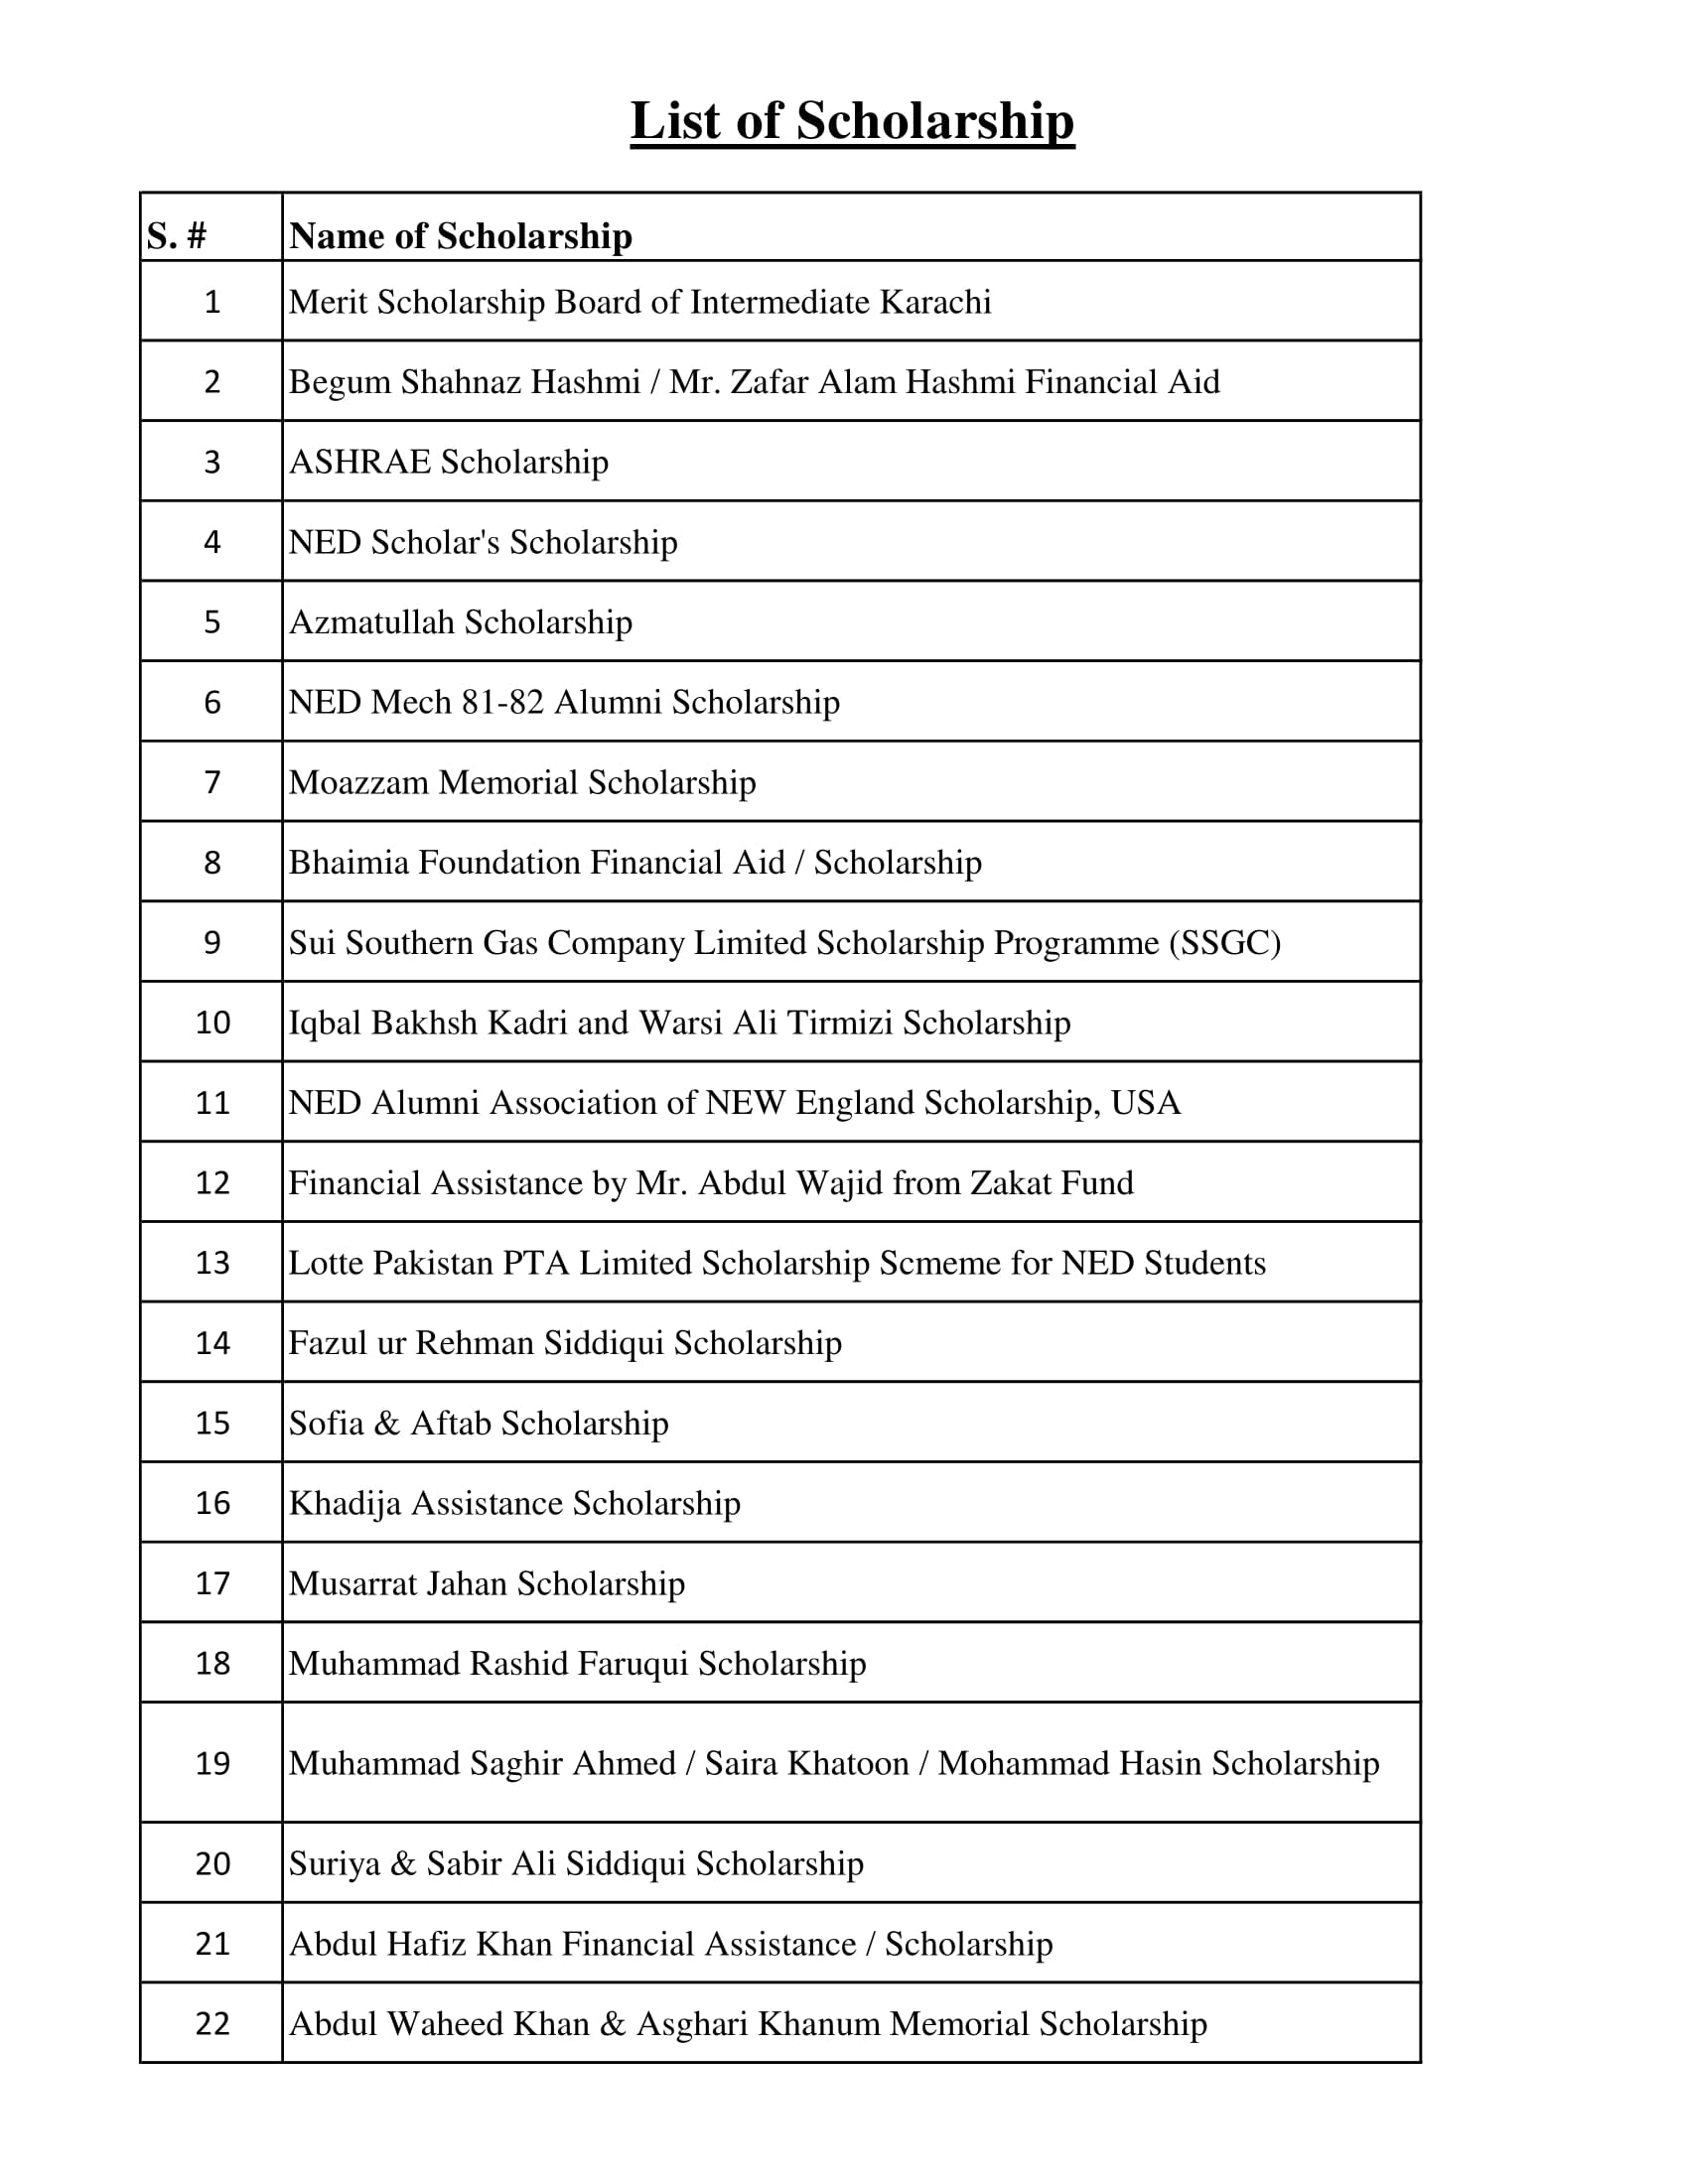 List of Scholarship
S. # Name of Scholarship
1 Merit Scholarship Board of Intermediate Karachi
2 Begum Shahnaz Hashmi / Mr. Zafar Alam Hashmi Financial Aid
3 ASHRAE Scholarship
4 NED Scholar's Scholarship
5 Azmatullah Scholarship
6 NED Mech 81-82 Alumni Scholarship
7 Moazzam Memorial Scholarship
8 Bhaimia Foundation Financial Aid / Scholarship
9 Sui Southern Gas Company Limited Scholarship Programme (SSGC)
10 Iqbal Bakhsh Kadri and Warsi Ali Tirmizi Scholarship
11 NED Alumni Association of NEW England Scholarship, USA
12 Financial Assistance by Mr. Abdul Wajid from Zakat Fund
13 Lotte Pakistan PTA Limited Scholarship Scmeme for NED Students
14 Fazul ur Rehman Siddiqui Scholarship
15 Sofia & Aftab Scholarship
16 Khadija Assistance Scholarship
17 Musarrat Jahan Scholarship
18 Muhammad Rashid Faruqui Scholarship
19 Muhammad Saghir Ahmed / Saira Khatoon / Mohammad Hasin Scholarship
20 Suriya & Sabir Ali Siddiqui Scholarship
21 Abdul Hafiz Khan Financial Assistance / Scholarship
22 Abdul Waheed Khan & Asghari Khanum Memorial Scholarship